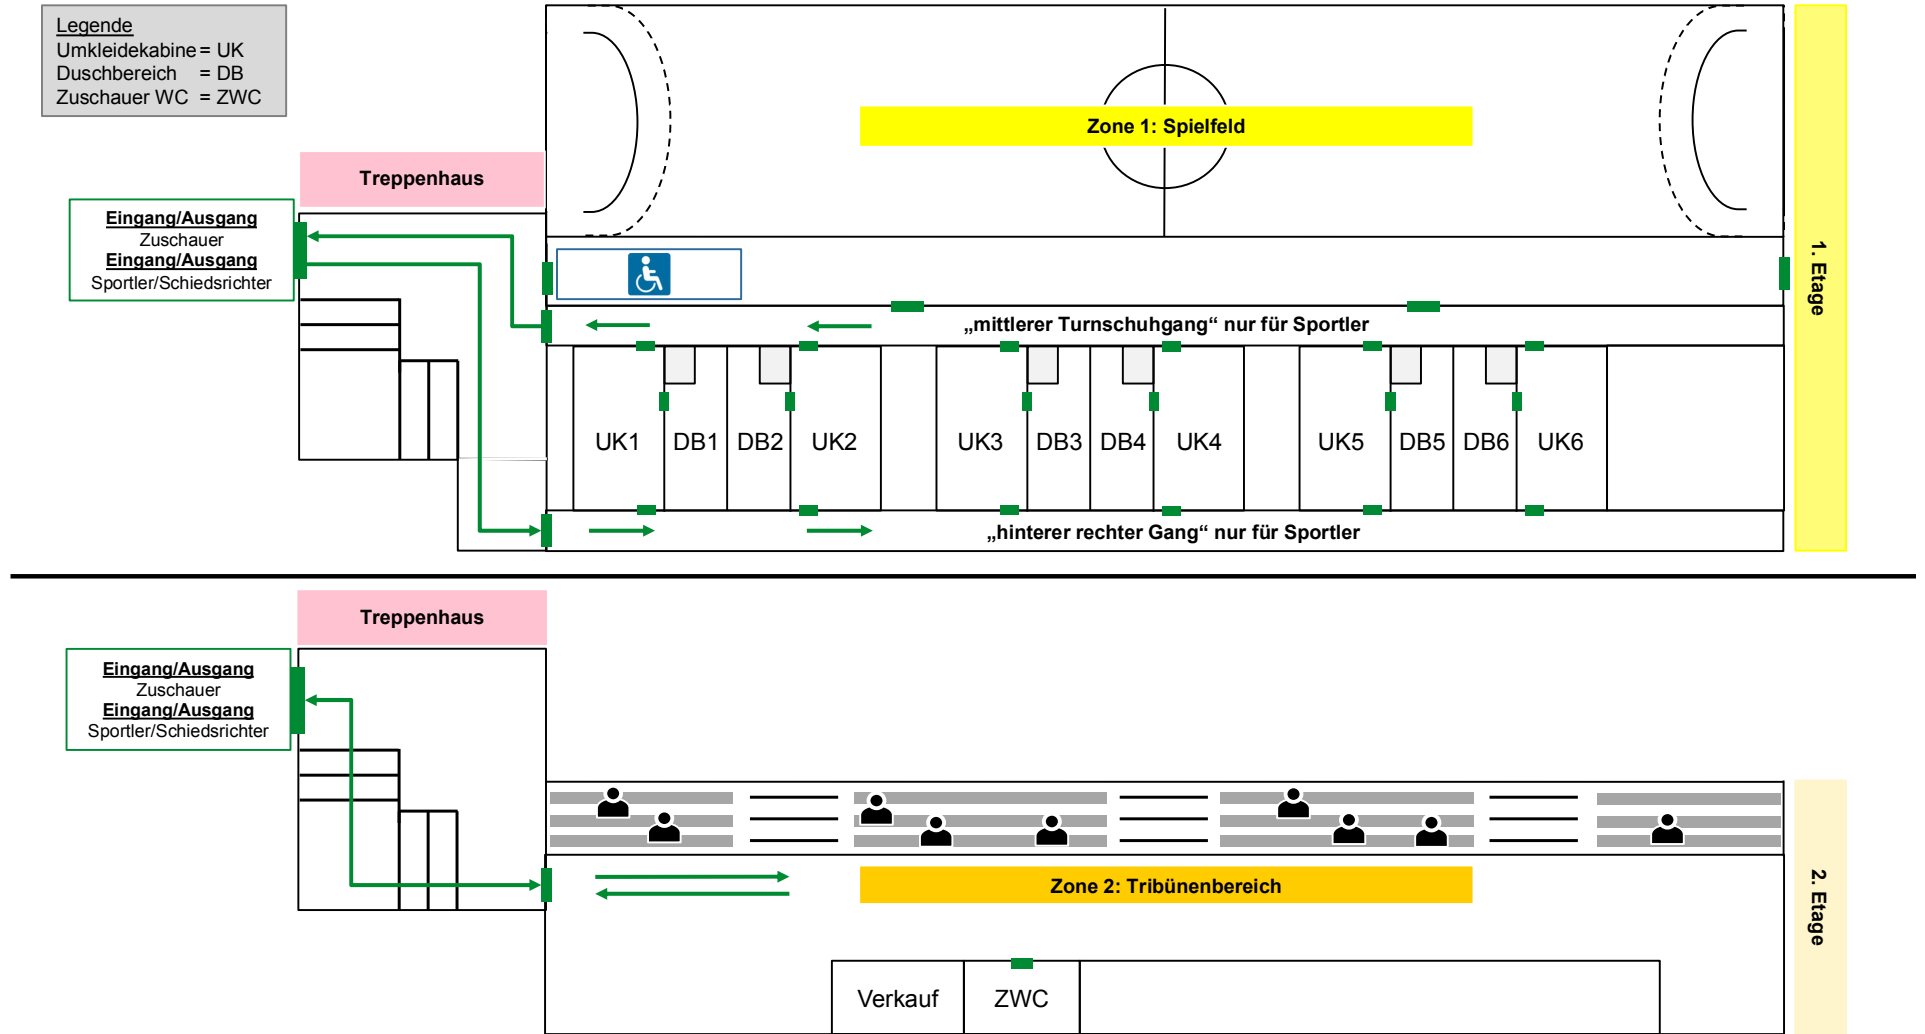 Legende
Umkleidekabine = UK
Duschbereich = DB
Zuschauer WC = ZWC
Zone 1: Spielfeld
Treppenhaus
Eingang/Ausgang
Zuschauer
Eingang/Ausgang
Sportler/Schiedsrichter
1. Etage
„mittlerer Turnschuhgang“ nur für Sportler
UK1 DB1 DB2 UK2 UK3 DB3 DB4 UK4 UK5 DB5 DB6 UK6
„hinterer rechter Gang“ nur für Sportler
Treppenhaus
Eingang/Ausgang
Zuschauer
Eingang/Ausgang
Sportler/Schiedsrichter
Zone 2: Tribünenbereich
2. Etage
Verkauf ZWC